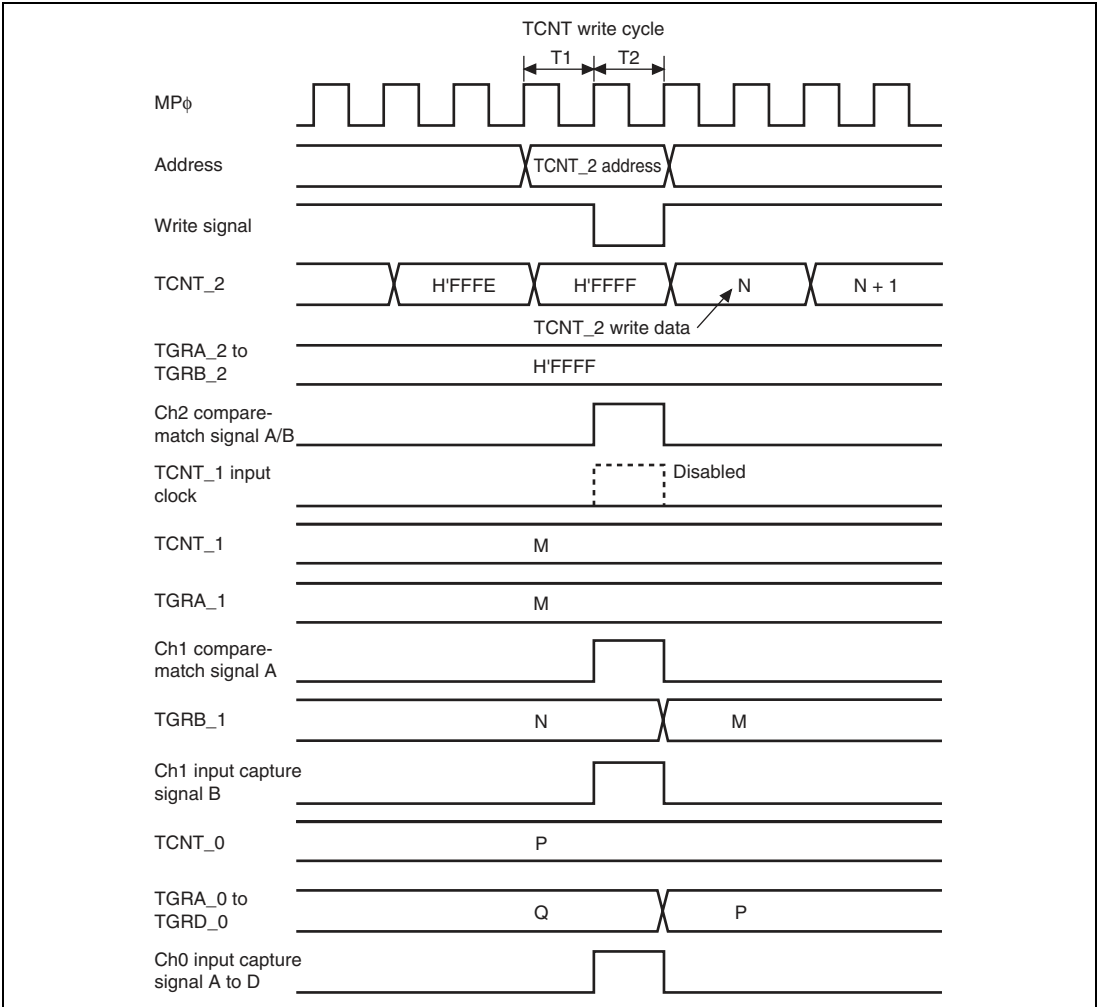 TCNT write cycle
T1 T2
MPϕ
Address TCNT_2 address
Write signal
TCNT_2 H'FFFE H'FFFF N N + 1
TCNT_2 write data
TGRA_2 to
TGRB_2 H'FFFF
Ch2 compare-
match signal A/B
TCNT_1 input Disabled
clock
TCNT_1 M
TGRA_1 M
Ch1 compare-
match signal A
TGRB_1 N M
Ch1 input capture
signal B
TCNT_0 P
TGRA_0 to
TGRD_0 Q P
Ch0 input capture
signal A to D